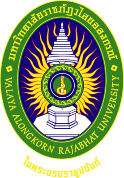 มหาวิทยาลัยราชภัฏวไลยอลงกรณ์
VALAYA ALONGKORN RAJABHAT UNIVERSITY
ในพระบรมราชูปถัมภ์